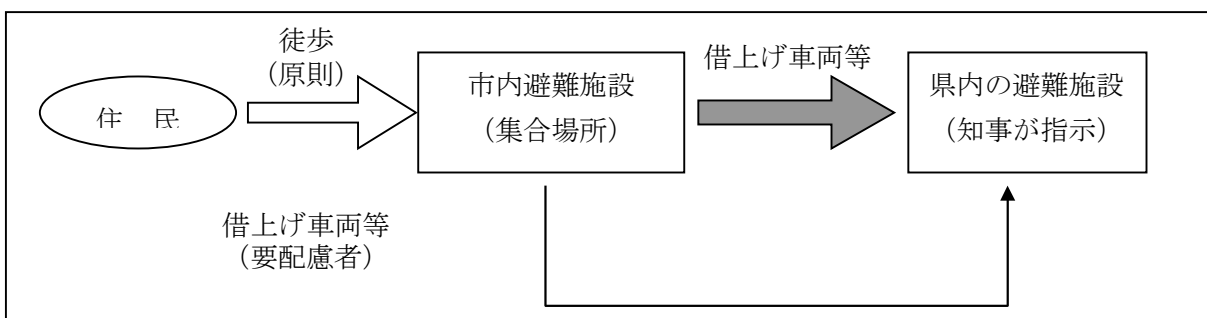 徒歩
(原則)
住　民
市内避難施設
(集合場所)
借上げ車両等
県内の避難施設
(知事が指示)
借上げ車両等
(要配慮者)